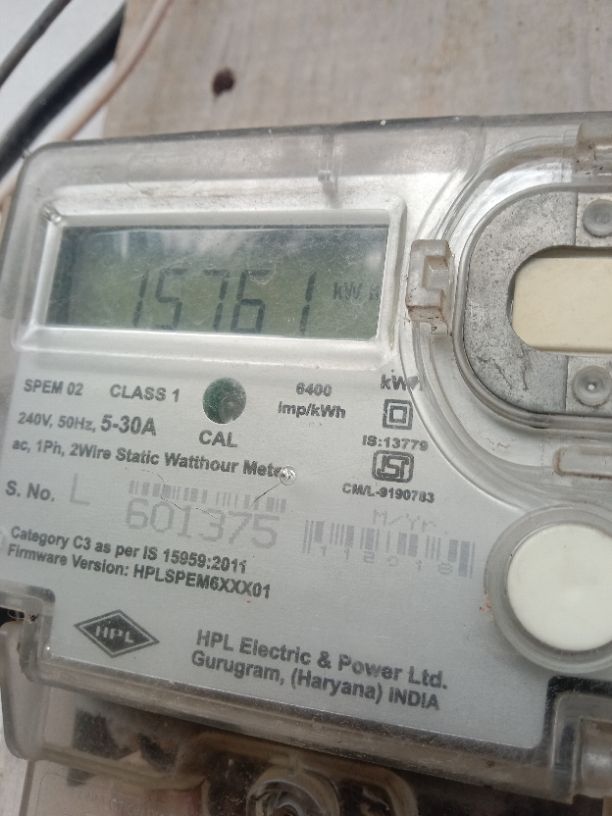 15761 kW h
SPEM 02 CLASS 1 6400 imp/kWh kWh
240V, 50Hz, 5-30A CAL IS:13779
ac, 1Ph, 2Wire Static Watthour Meter
CM/L-9190783
S. No. L 601375 M/Yr.
112018
Category C3 as per IS 15959:2011
Firmware Version: HPLSPEM6XXX01
HPL HPL Electric & Power Ltd.
Gurugram, (Haryana) INDIA